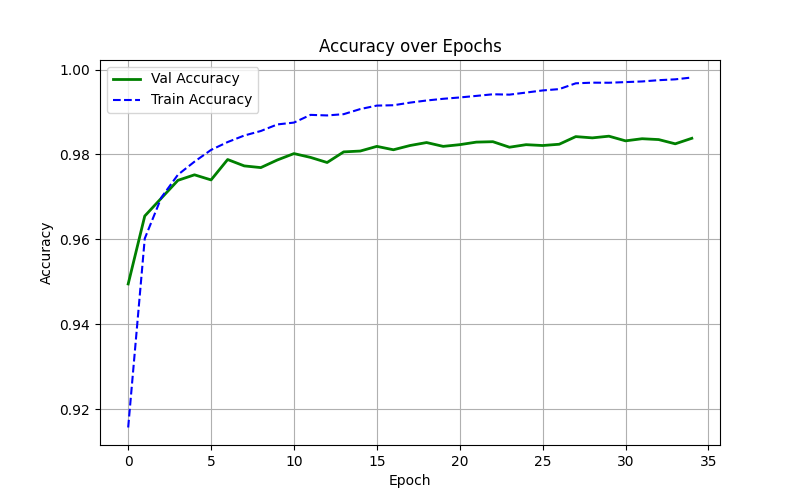 Accuracy over Epochs
Val Accuracy
Train Accuracy
Accuracy
1.00
0.98
0.96
0.94
0.92
0 5 10 15 20 25 30 35
Epoch